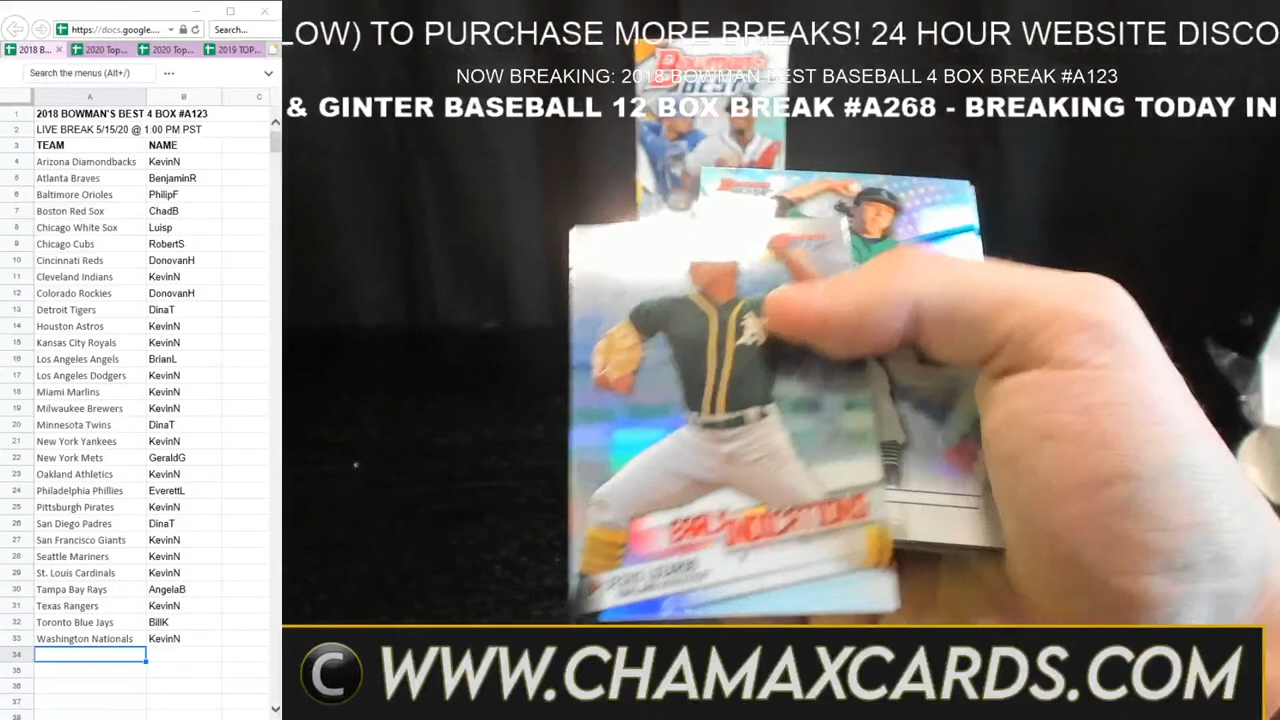 https://docs.google....
Search...
2018 B...
2020 Top...
2020 Top...
2019 TOP...
Search the menus (Alt+/)
A B C
1 2018 BOWMAN'S BEST 4 BOX #A123
2 LIVE BREAK 5/15/20 @ 1:00 PM PST
3 TEAM NAME
4 Arizona Diamondbacks KevinN
5 Atlanta Braves BenjaminR
6 Baltimore Orioles PhilipF
7 Boston Red Sox ChadB
8 Chicago White Sox Luisp
9 Chicago Cubs RobertS
10 Cincinnati Reds DonovanH
11 Cleveland Indians KevinN
12 Colorado Rockies DonovanH
13 Detroit Tigers DinaT
14 Houston Astros KevinN
15 Kansas City Royals KevinN
16 Los Angeles Angels BrianL
17 Los Angeles Dodgers KevinN
18 Miami Marlins KevinN
19 Milwaukee Brewers KevinN
20 Minnesota Twins DinaT
21 New York Yankees KevinN
22 New York Mets GeraldG
23 Oakland Athletics KevinN
24 Philadelphia Phillies EverettL
25 Pittsburgh Pirates KevinN
26 San Diego Padres DinaT
27 San Francisco Giants KevinN
28 Seattle Mariners KevinN
29 St. Louis Cardinals KevinN
30 Tampa Bay Rays AngelaB
31 Texas Rangers KevinN
32 Toronto Blue Jays BillK
33 Washington Nationals KevinN
34
35
36
37
38
LOW) TO PURCHASE MORE BREAKS! 24 HOUR WEBSITE DISCO
NOW BREAKING: 2018 BOWMAN BEST BASEBALL 4 BOX BREAK #A123
& GINTER BASEBALL 12 BOX BREAK #A268 - BREAKING TODAY IN
BOWMAN'S
BEST
A's
EARLY INDICATIONS
C WWW.CHAMAXCARDS.COM